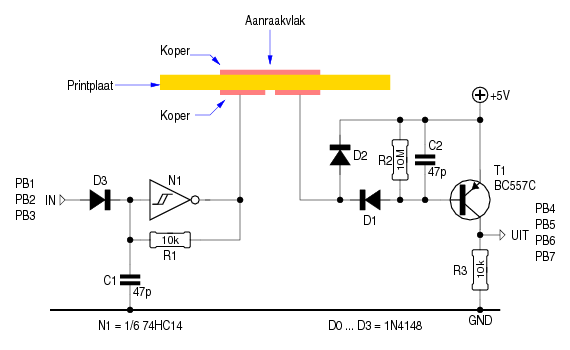 Aanraakvlak
Koper
Printplaat
Koper
+5V
D2
R2
10M
C2
47p
T1
BC557C
PB1
PB2
PB3
IN
D3
N1
D1
PB4
PB5
PB6
PB7
UIT
10k
R1
C1
47p
R3
10k
GND
N1 = 1/6 74HC14
D0 ... D3 = 1N4148